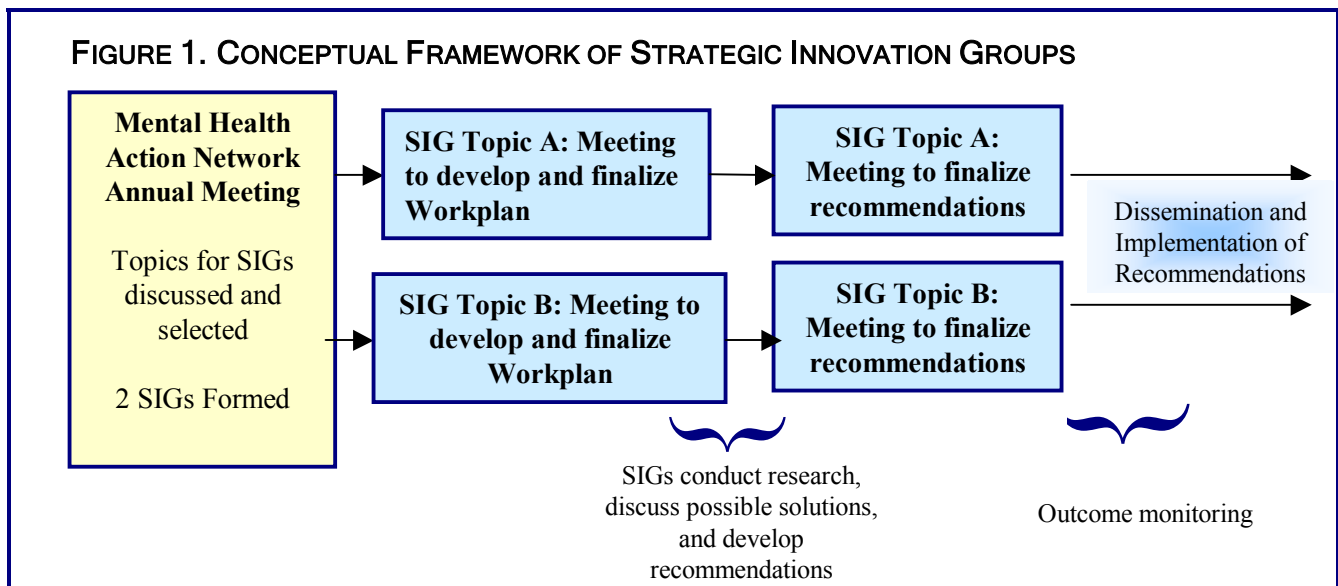 FIGURE 1. CONCEPTUAL FRAMEWORK OF STRATEGIC INNOVATION GROUPS
Mental Health
Action Network
Annual Meeting
Topics for SIGs
discussed and
selected
2 SIGs Formed
SIG Topic A: Meeting
to develop and finalize
Workplan
SIG Topic A:
Meeting to finalize
recommendations
SIG Topic B: Meeting to
develop and finalize
Workplan
SIG Topic B:
Meeting to finalize
recommendations
Dissemination and
Implementation of
Recommendations
SIGs conduct research,
discuss possible solutions,
and develop
recommendations
Outcome monitoring